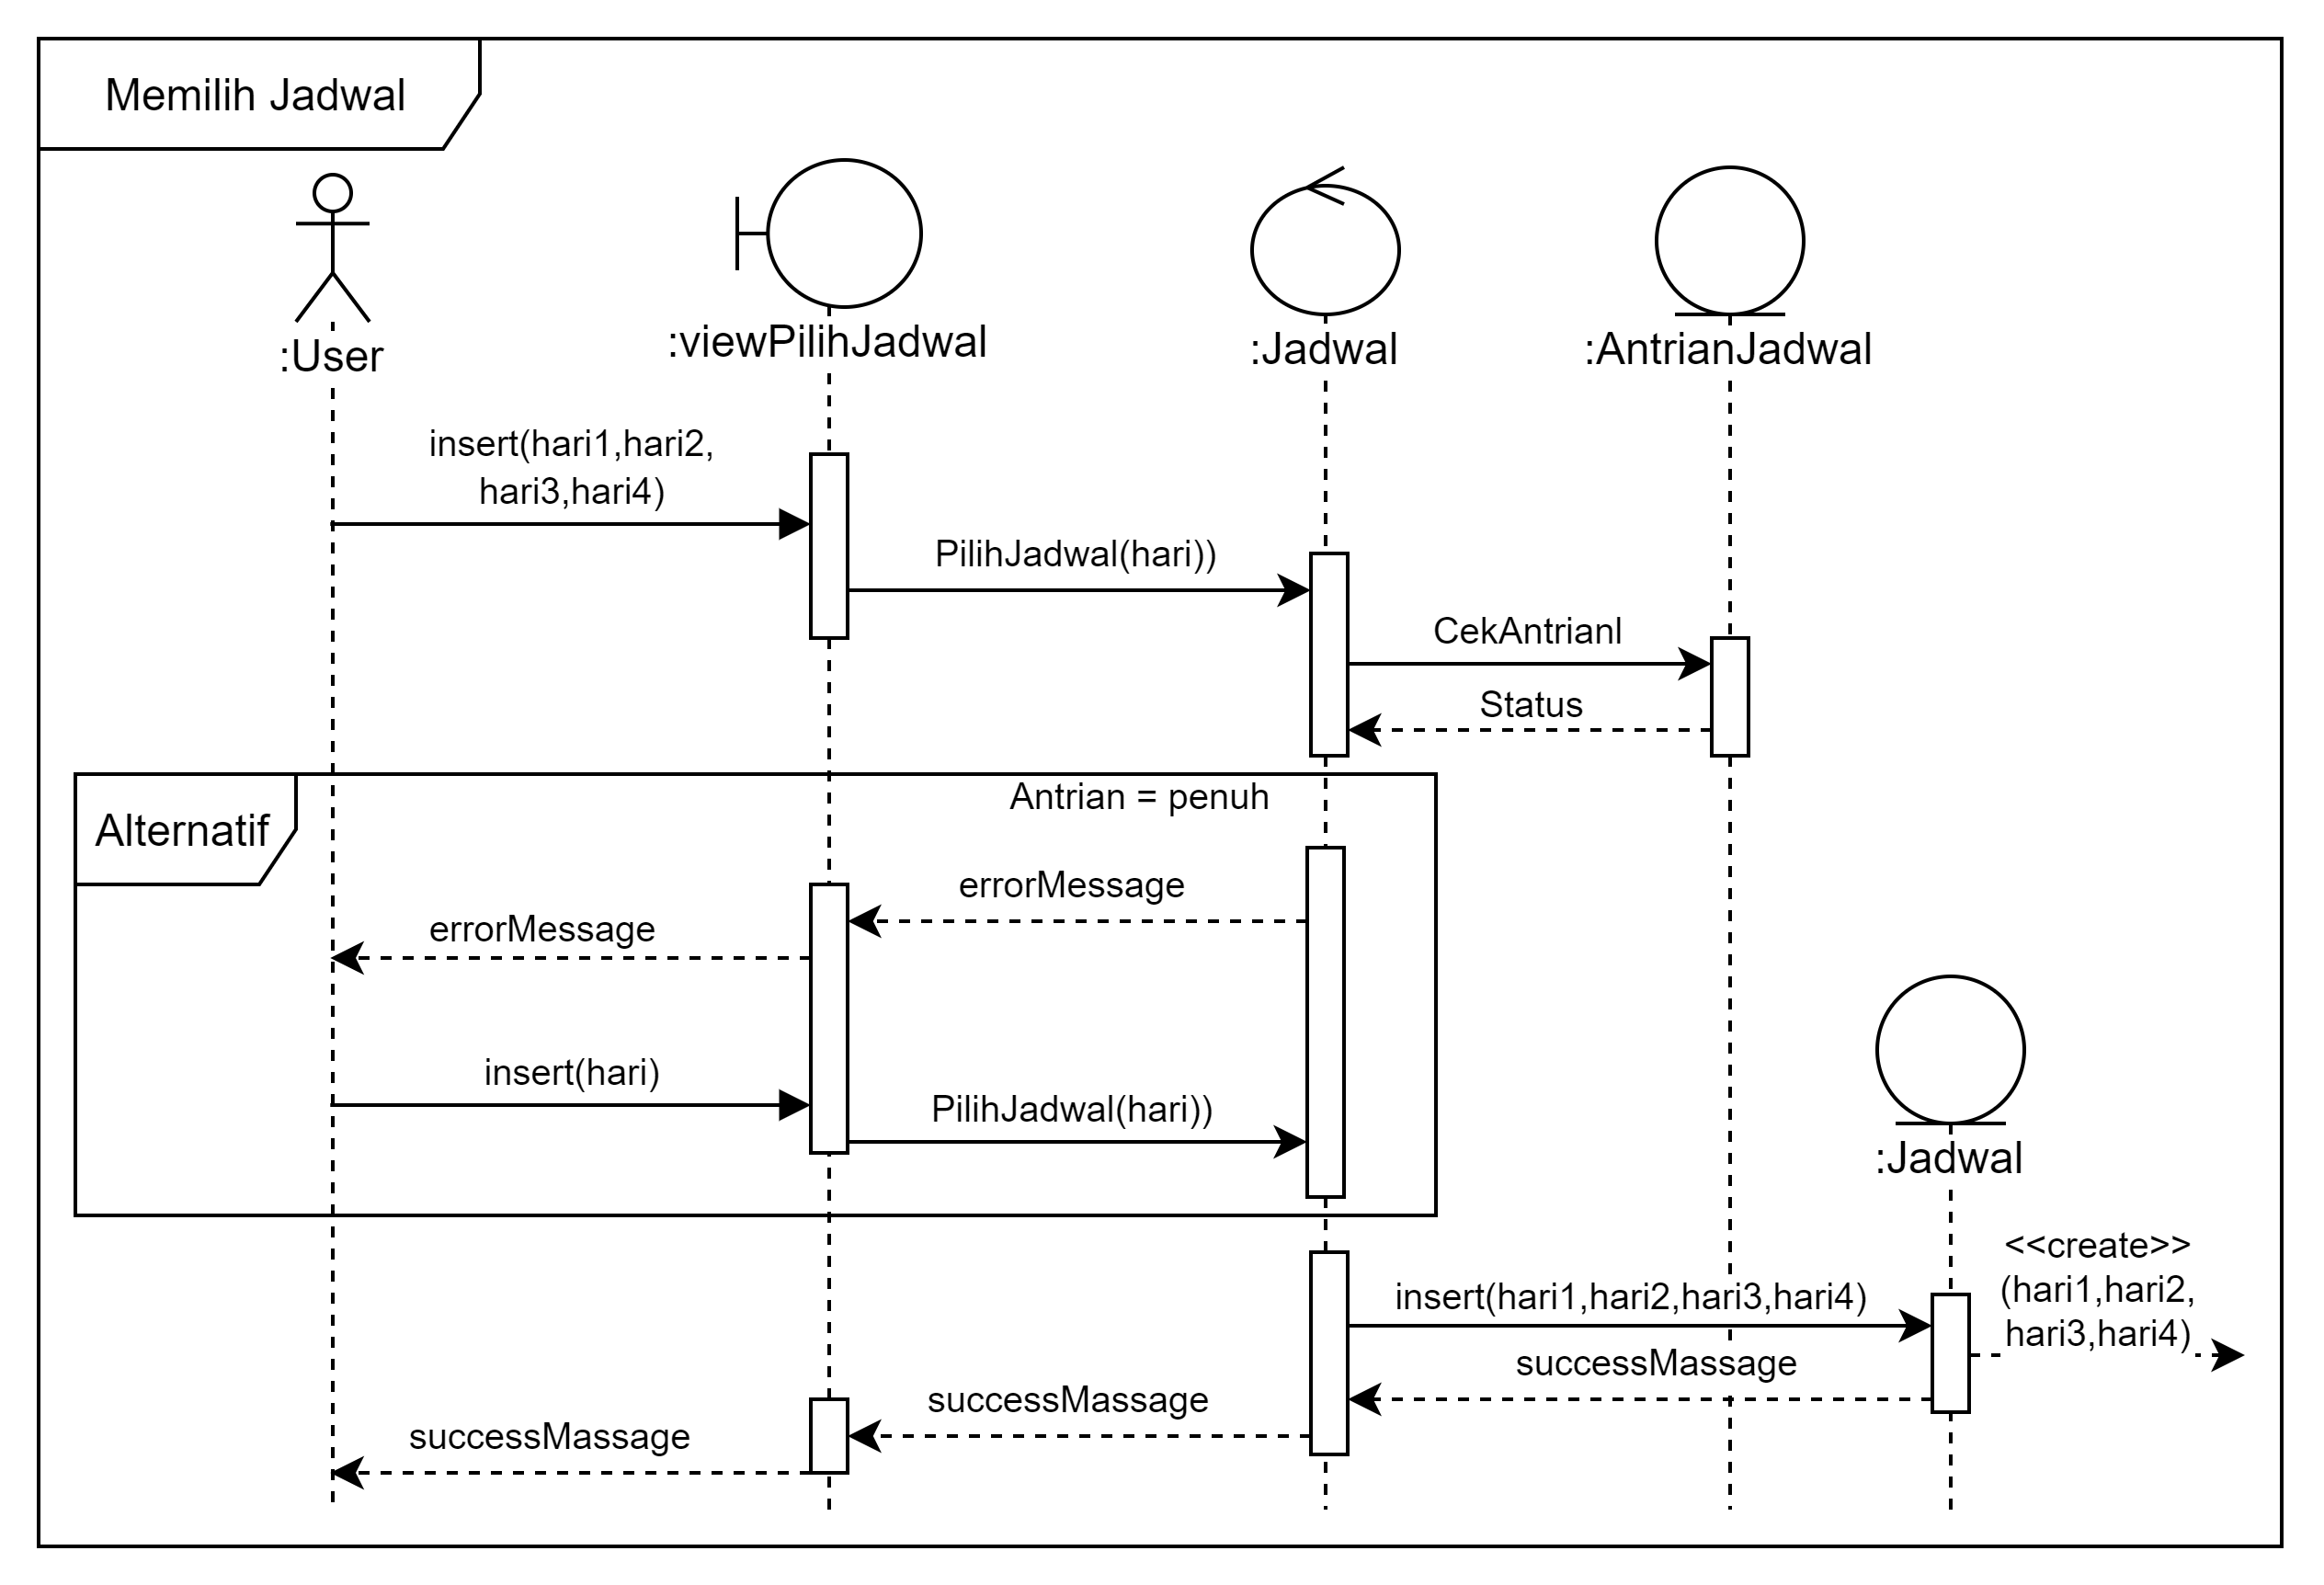 Memilih Jadwal
:User
:viewPilihJadwal
:Jadwal
:AntrianJadwal
insert(hari1,hari2,
hari3,hari4)
PilihJadwal(hari))
CekAntrianl
Status
Alternatif
Antrian = penuh
errorMessage
errorMessage
insert(hari)
PilihJadwal(hari))
:Jadwal
<<create>>
(hari1,hari2,
hari3,hari4)
insert(hari1,hari2,hari3,hari4)
successMassage
successMassage
successMassage